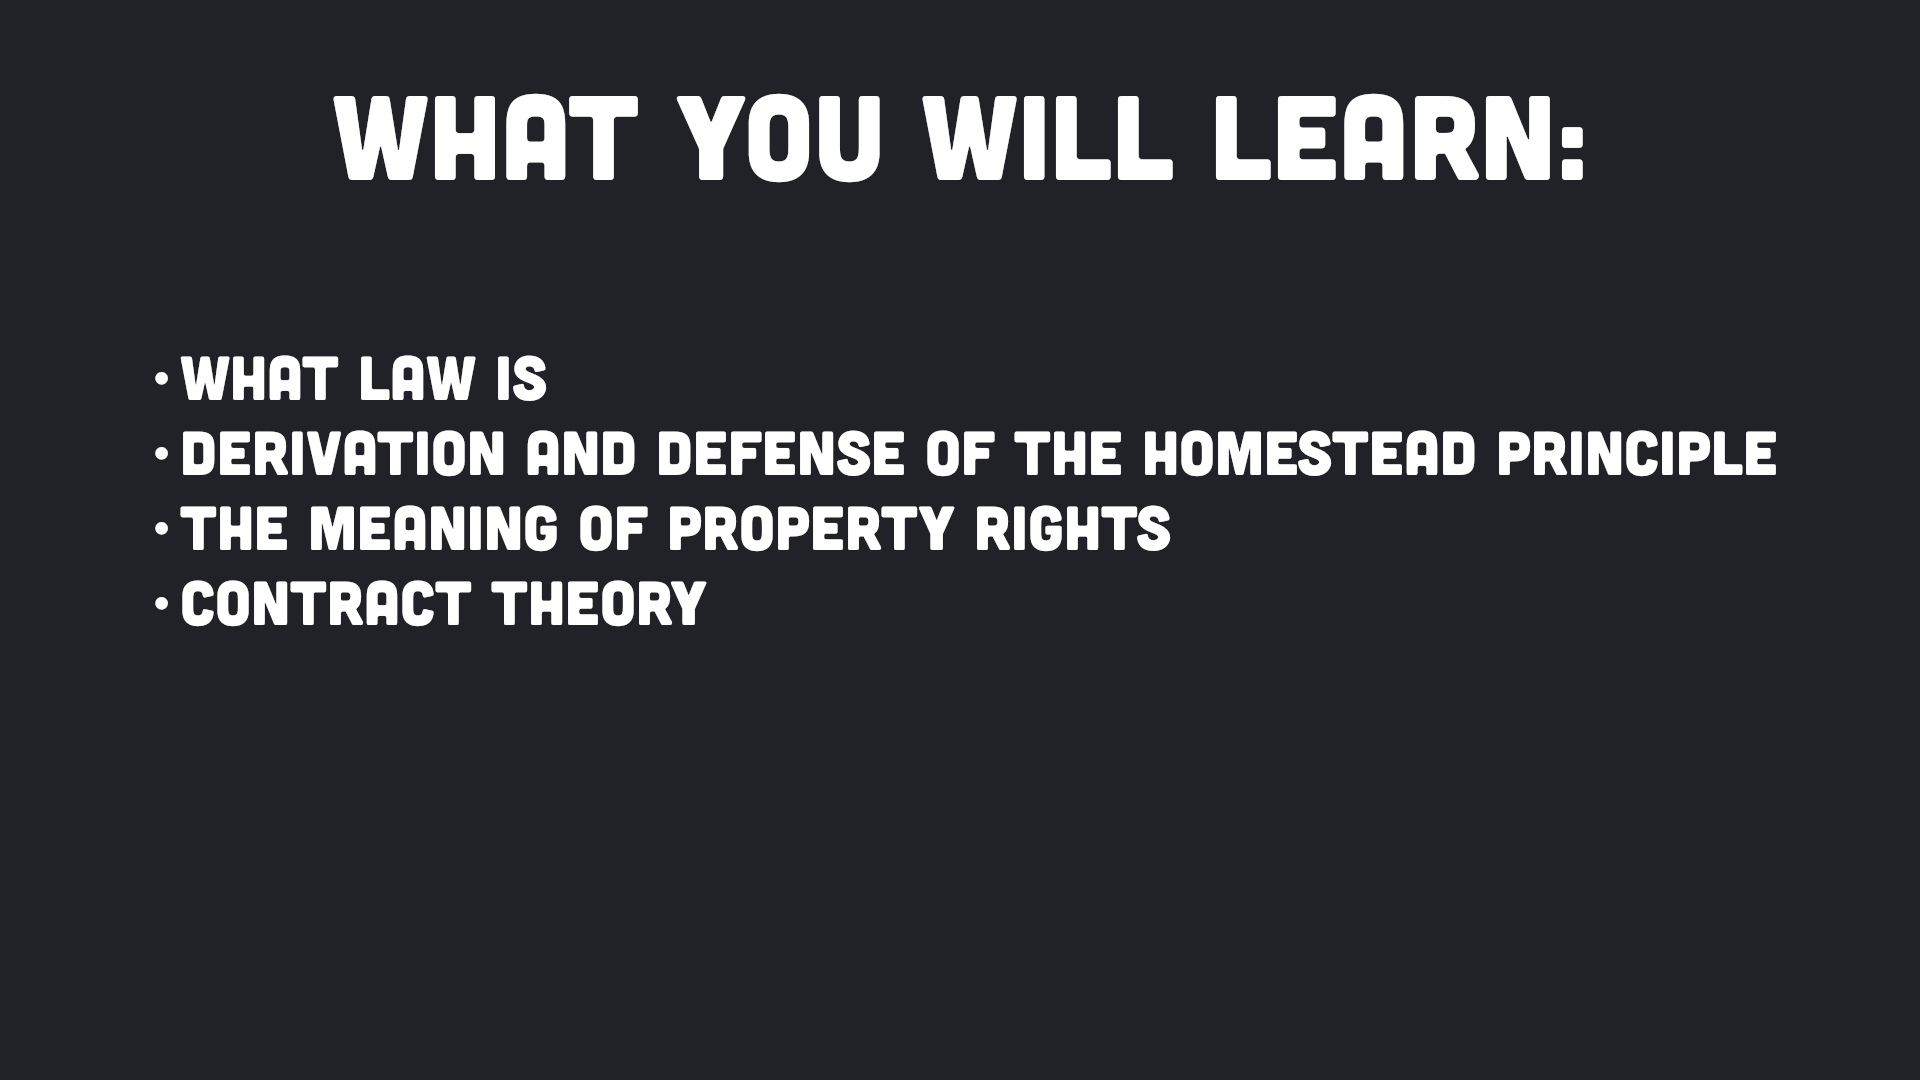 WHAT YOU WILL LEARN:
• WHAT LAW IS
• DERIVATION AND DEFENSE OF THE HOMESTEAD PRINCIPLE
• THE MEANING OF PROPERTY RIGHTS
• CONTRACT THEORY